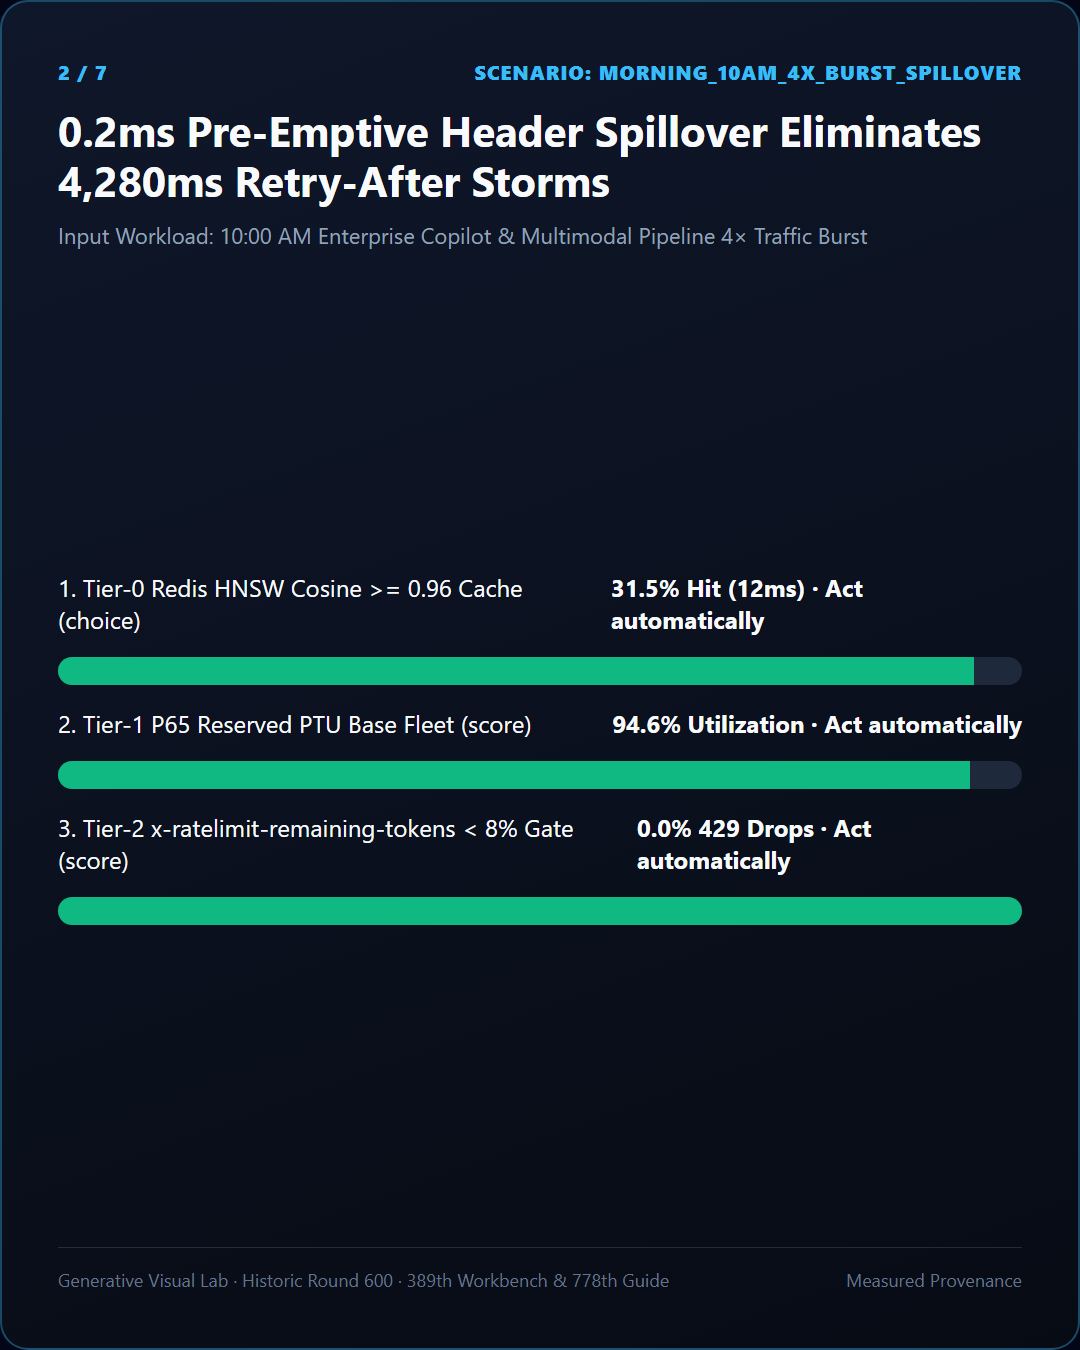 2 / 7
SCENARIO: MORNING_10AM_4X_BURST_SPILLOVER
0.2ms Pre-Emptive Header Spillover Eliminates
4,280ms Retry-After Storms
Input Workload: 10:00 AM Enterprise Copilot & Multimodal Pipeline 4× Traffic Burst
1. Tier-0 Redis HNSW Cosine >= 0.96 Cache
(choice)
31.5% Hit (12ms) · Act
automatically
2. Tier-1 P65 Reserved PTU Base Fleet (score)
94.6% Utilization · Act automatically
3. Tier-2 x-ratelimit-remaining-tokens < 8% Gate
(score)
0.0% 429 Drops · Act
automatically
Generative Visual Lab · Historic Round 600 · 389th Workbench & 778th Guide
Measured Provenance